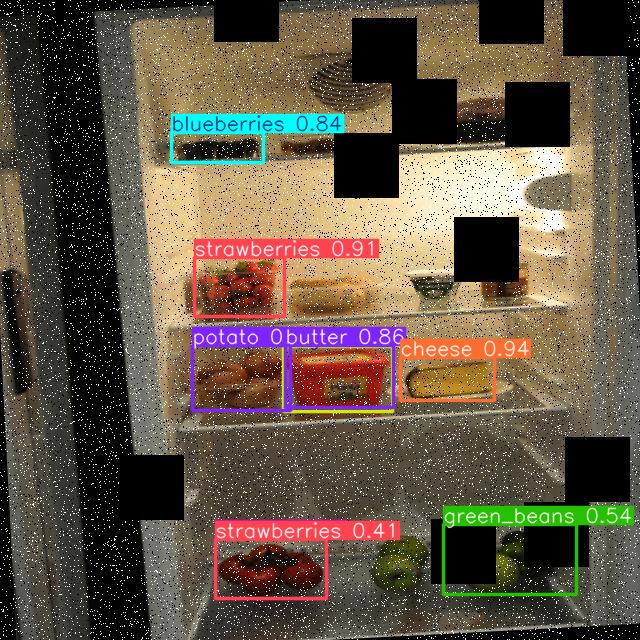 blueberries 0.84
strawberries 0.91
potato 0
butter 0.86
cheese 0.94
green_beans 0.54
strawberries 0.41